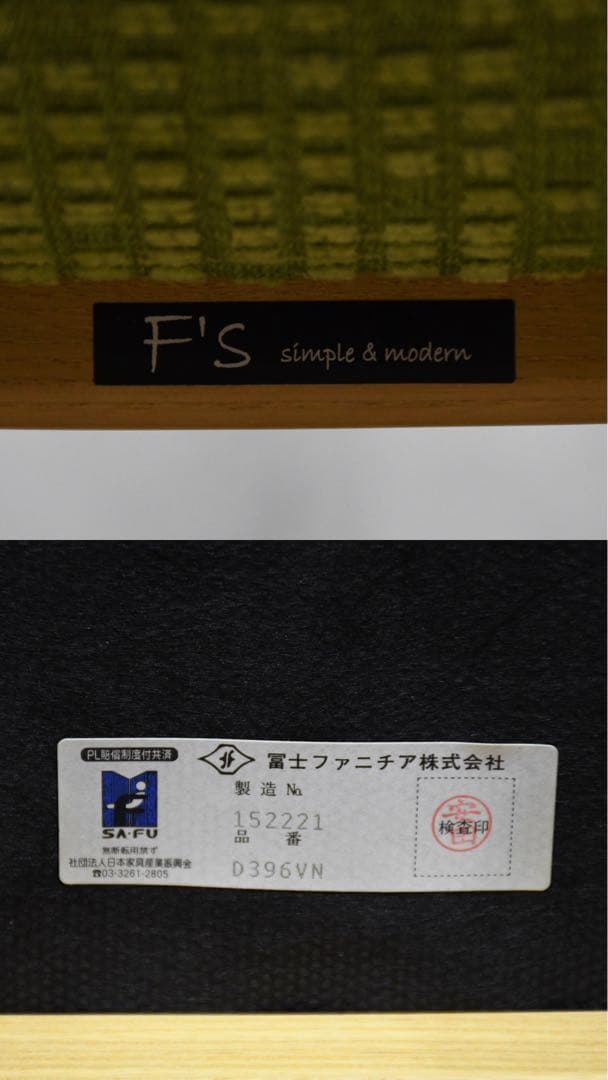 F's simple & modern
PL賠償制度付共済
SA・FU
無断転用禁ず
社団法人日本家具産業振興会
☎03-3261-2805
冨士ファニチア株式会社
製造No.
152221
品番
D396VN
検査印